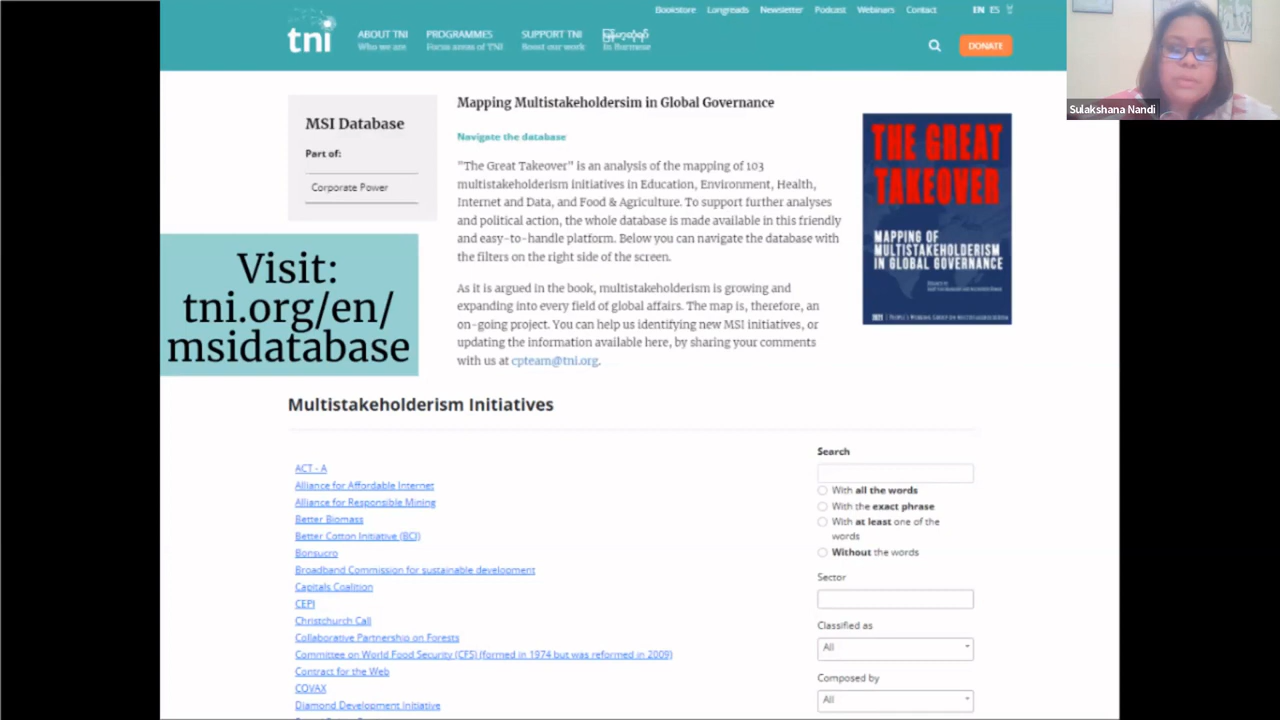 Bookstore Longreads Newsletter Podcast Webinars Contact EN ES
tni
ABOUT TNI
Who we are
PROGRAMMES
Focus areas of TNI
SUPPORT TNI
Boost our work
In Burmese
DONATE
Sulakshana Nandi
MSI Database
Part of:
Corporate Power
Visit:
tni.org/en/
msidatabase
Mapping Multistakeholdersim in Global Governance
Navigate the database
"The Great Takeover" is an analysis of the mapping of 103
multistakeholderism initiatives in Education, Environment, Health,
Internet and Data, and Food & Agriculture. To support further analyses
and political action, the whole database is made available in this friendly
and easy-to-handle platform. Below you can navigate the database with
the filters on the right side of the screen.
As it is argued in the book, multistakeholderism is growing and
expanding into every field of global affairs. The map is, therefore, an
on-going project. You can help us identifying new MSI initiatives, or
updating the information available here, by sharing your comments
with us at cpteam@tni.org.
THE GREAT
TAKEOVER
MAPPING OF
MULTISTAKEHOLDERISM
IN GLOBAL GOVERNANCE
2021 | PEOPLE'S WORKING GROUP ON MULTISTAKEHOLDERISM
Multistakeholderism Initiatives
ACT - A
Alliance for Affordable Internet
Alliance for Responsible Mining
Better Biomass
Better Cotton Initiative (BCI)
Bonsucro
Broadband Commission for sustainable development
Capitals Coalition
CEPI
Christchurch Call
Collaborative Partnership on Forests
Committee on World Food Security (CFS) (formed in 1974 but was reformed in 2009)
Contract for the Web
COVAX
Diamond Development Initiative
Search
With all the words
With the exact phrase
With at least one of the
words
Without the words
Sector
Classified as
All
Composed by
All